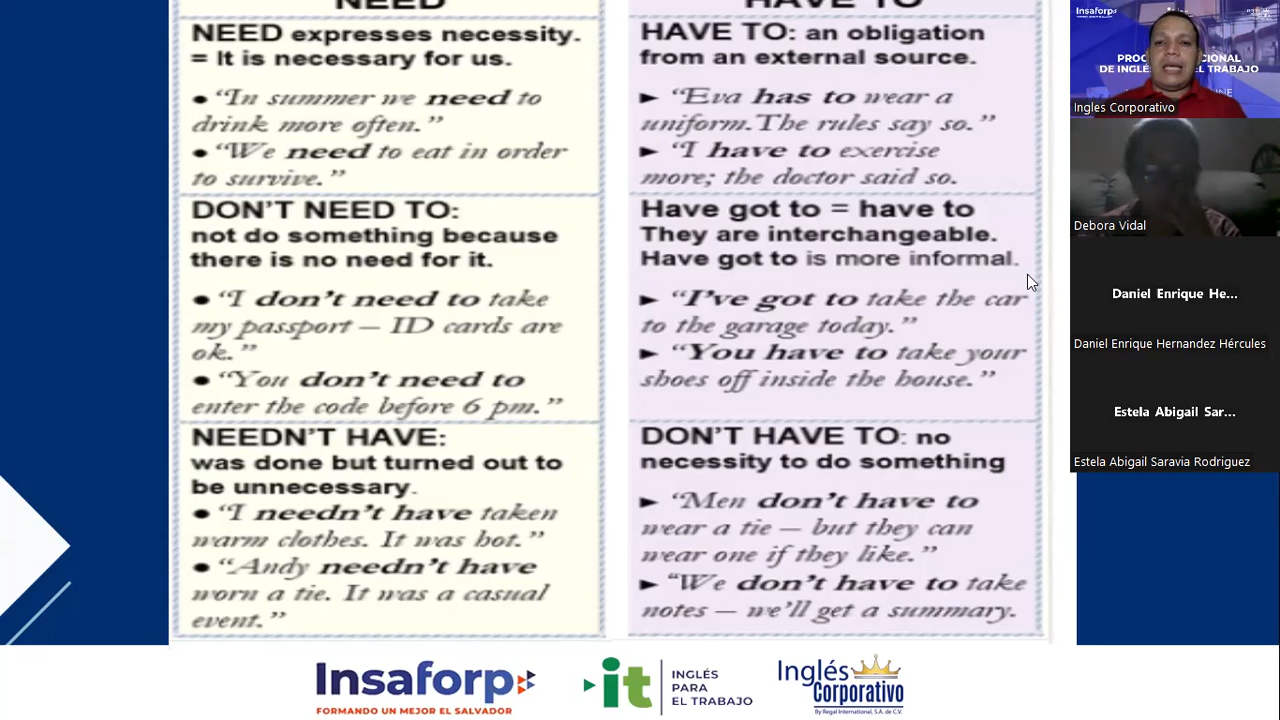 NEED
NEED expresses necessity.
= It is necessary for us.
●“In summer we need to
drink more often.”
●“We need to eat in order
to survive.”
DON’T NEED TO:
not do something because
there is no need for it.
●“I don’t need to take
my passport – ID cards are
ok.”
●“You don’t need to
enter the code before 6 pm.”
NEEDN’T HAVE:
was done but turned out to
be unnecessary.
●“I needn’t have taken
warm clothes. It was hot.”
●“Andy needn’t have
worn a tie. It was a casual
event.”
HAVE TO
HAVE TO: an obligation
from an external source.
► “Eva has to wear a
uniform.The rules say so.”
► “I have to exercise
more; the doctor said so.
Have got to = have to
They are interchangeable.
Have got to is more informal.
► “I’ve got to take the car
to the garage today.”
► “You have to take your
shoes off inside the house.”
DON’T HAVE TO: no
necessity to do something
► “Men don’t have to
wear a tie – but they can
wear one if they like.”
► “We don’t have to take
notes – we’ll get a summary.
Insaforp
FORMANDO UN MEJOR EL SALVADOR
it
INGLÉS
PARA
EL TRABAJO
Inglés
Corporativo
By Regal International, S.A. de C.V.
Insaforp
DE INGLÉS EL TRABAJO
Ingles Corporativo
Debora Vidal
Daniel Enrique He...
Daniel Enrique Hernandez Hércules
Estela Abigail Sar...
Estela Abigail Saravia Rodriguez